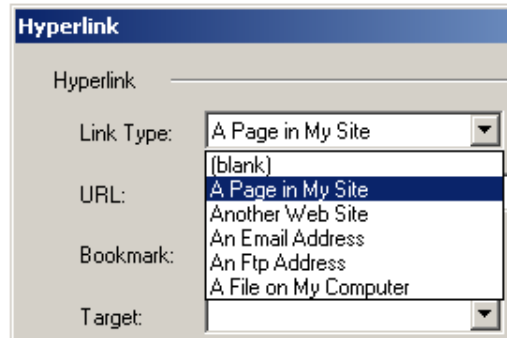 Hyperlink
Hyperlink
Link Type: A Page in My Site
(blank)
URL: A Page in My Site
Another Web Site
An Email Address
Bookmark: An Ftp Address
A File on My Computer
Target: